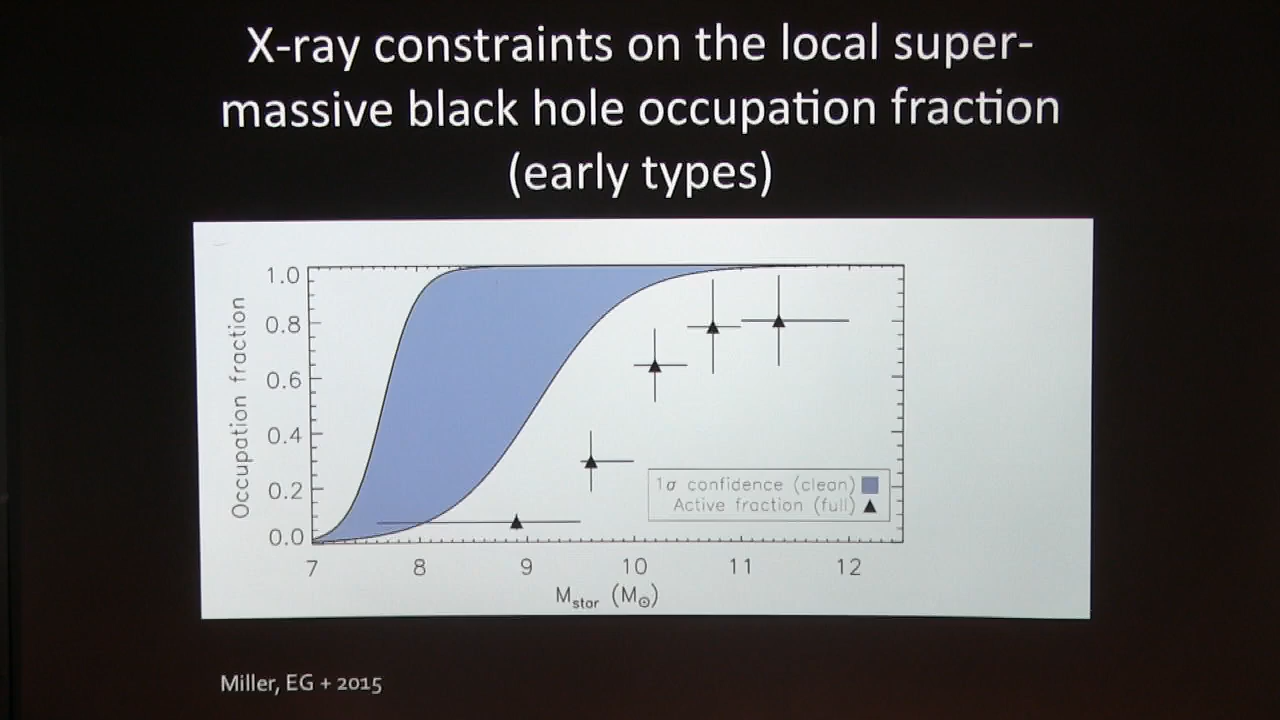 X-ray constraints on the local super-
massive black hole occupation fraction
(early types)
Occupation fraction
1.0
0.8
0.6
0.4
0.2
0.0
1σ confidence (clean)
Active fraction (full)
7 8 9 10 11 12
Mstar (M⊙)
Miller, EG + 2015